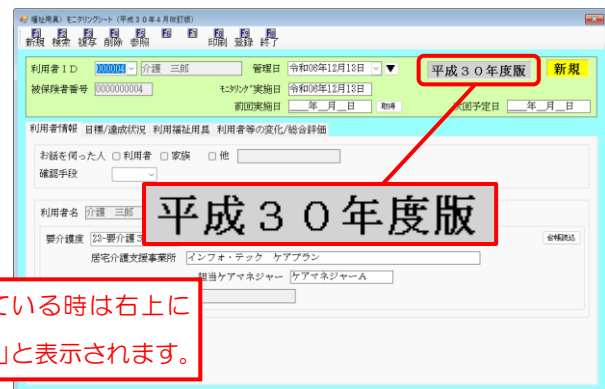 福祉用具）モニタリングシート（平成３０年４月改訂版）
新規 検索 複写 削除 参照 印刷 登録 終了
利用者ＩＤ 000004 介護　三郎 管理日 令和06年12月13日 ▼ 平成３０年度版 新規
被保険者番号 0000000004 モニタリング実施日 令和06年12月13日
前回実施日 __年__月__日 取得 次回予定日 __年__月__日
利用者情報 目標/達成状況 利用福祉用具 利用者等の変化/総合評価
お話を伺った人 □利用者 □家族 □他
確認手段
平成３０年度版
利用者名 介護　三郎
要介護度 23-要介護３ 台帳読込
居宅介護支援事業所 インフォ・テック　ケアプラン
担当ケアマネジャー ケアマネジャーＡ
ている時は右上に
」と表示されます。